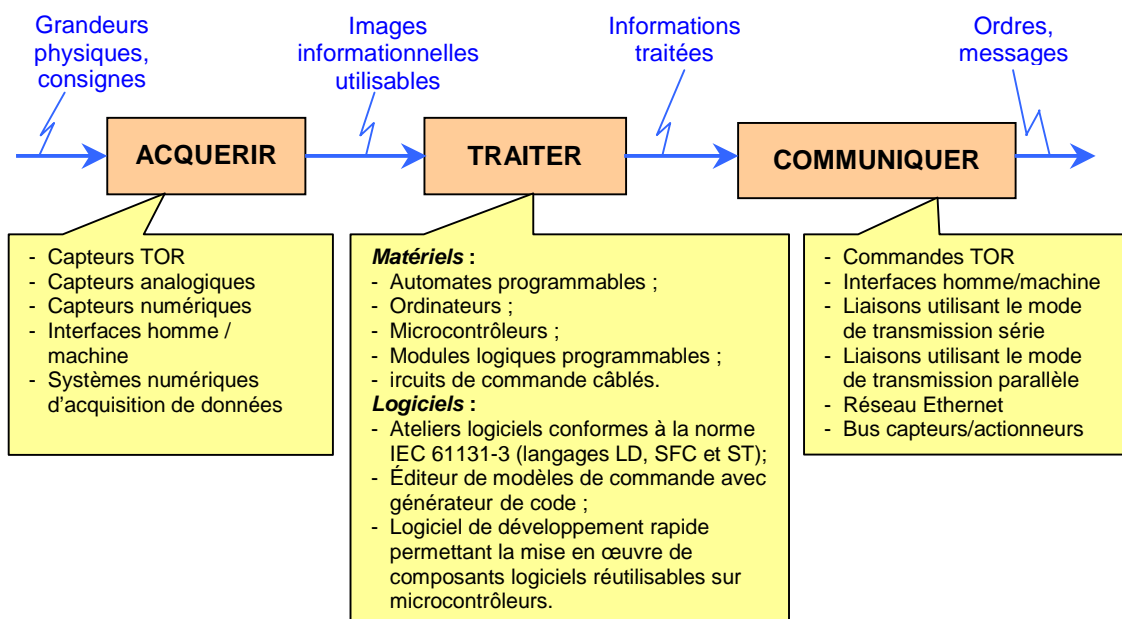 Grandeurs
physiques,
consignes
Images
informationnelles
utilisables
Informations
traitées
Ordres,
messages
ACQUERIR
TRAITER
COMMUNIQUER
- Capteurs TOR
- Capteurs analogiques
- Capteurs numériques
- Interfaces homme /
machine
- Systèmes numériques
d'acquisition de données
Matériels :
- Automates programmables ;
- Ordinateurs ;
- Microcontrôleurs ;
- Modules logiques programmables ;
- ircuits de commande câblés.
Logiciels :
- Ateliers logiciels conformes à la norme
IEC 61131-3 (langages LD, SFC et ST);
- Éditeur de modèles de commande avec
générateur de code ;
- Logiciel de développement rapide
permettant la mise en œuvre de
composants logiciels réutilisables sur
microcontrôleurs.
- Commandes TOR
- Interfaces homme/machine
- Liaisons utilisant le mode
de transmission série
- Liaisons utilisant le mode
de transmission parallèle
- Réseau Ethernet
- Bus capteurs/actionneurs